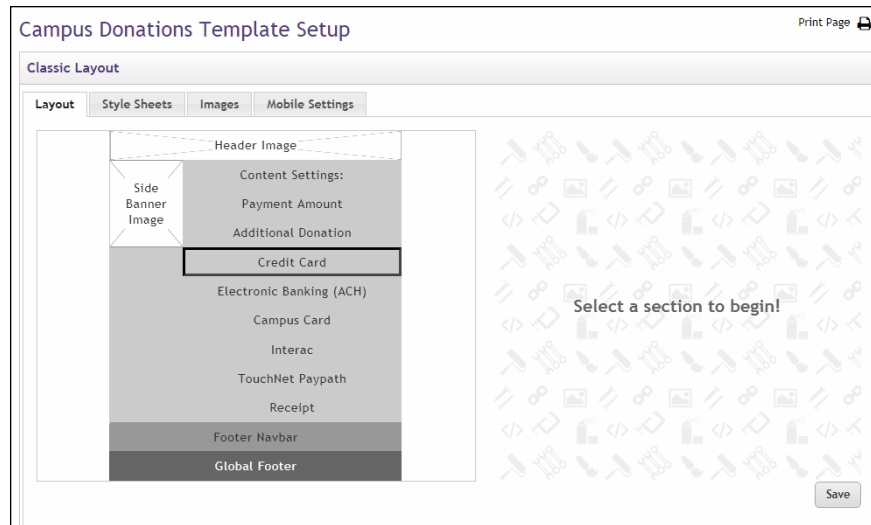 Campus Donations Template Setup
Print Page
Classic Layout
Layout
Style Sheets
Images
Mobile Settings
Header Image
Side
Banner
Image
Content Settings:
Payment Amount
Additional Donation
Credit Card
Electronic Banking (ACH)
Campus Card
Interac
TouchNet Paypath
Receipt
Footer Navbar
Global Footer
Select a section to begin!
Save